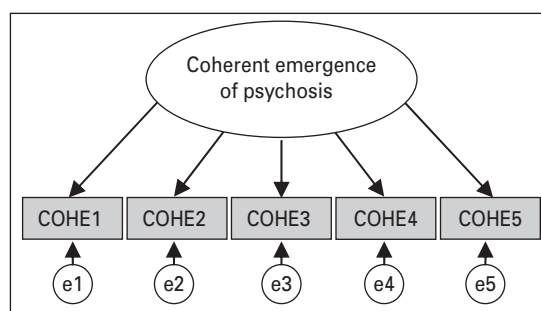 Coherent emergence
of psychosis
COHE1 COHE2 COHE3 COHE4 COHE5
e1 e2 e3 e4 e5